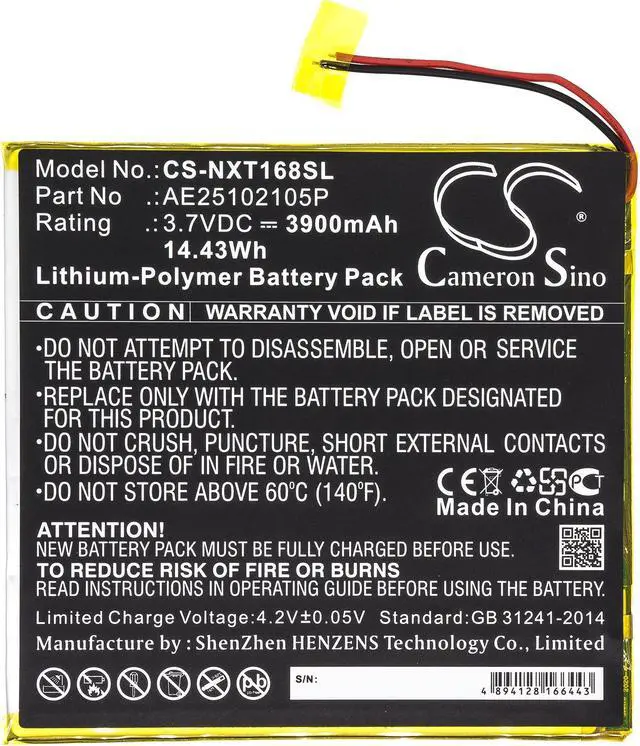 Model No.:CS-NXT168SL
Part No :AE25102105P
Rating :3.7VDC ⎓ 3900mAh
14.43Wh
Lithium-Polymer Battery Pack
CS ®
Cameron Sino
CAUTION WARRANTY VOID IF LABEL IS REMOVED
•DO NOT ATTEMPT TO DISASSEMBLE, OPEN OR SERVICE
THE BATTERY PACK.
•REPLACE ONLY WITH THE BATTERY PACK DESIGNATED
FOR THIS PRODUCT.
•DO NOT CRUSH, PUNCTURE, SHORT EXTERNAL CONTACTS
OR DISPOSE OF IN FIRE OR WATER.
•DO NOT STORE ABOVE 60°C (140°F).
CE PCT
Made In China
ATTENTION!
NEW BATTERY PACK MUST BE FULLY CHARGED BEFORE USE.
TO REDUCE RISK OF FIRE OR BURNS
READ INSTRUCTIONS IN OPERATING GUIDE BEFORE USING THE BATTERY.
Limited Charge Voltage:4.2V±0.05V Standard:GB 31241-2014
Manufacture by : ShenZhen HENZENS Technology Co., Limited
S/N:
4 894128 166443